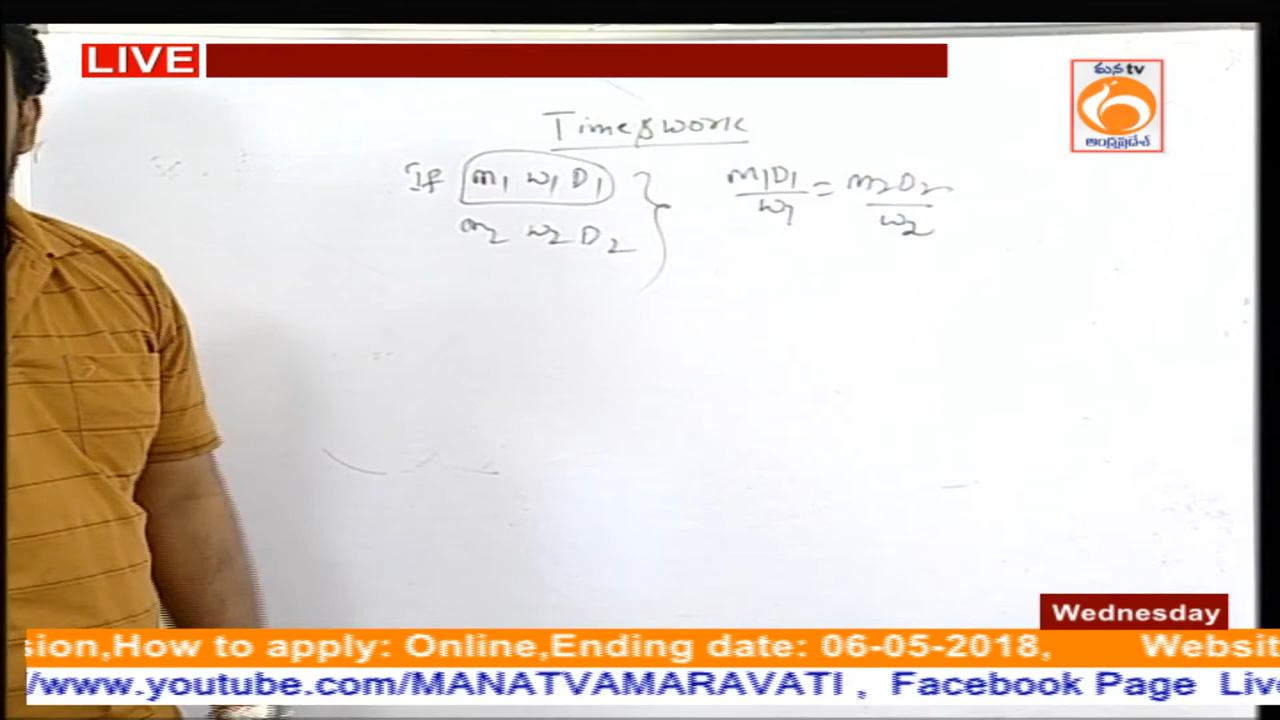 LIVE
మన tv
ఆంధ్రప్రదేశ్
Time & work
If m₁ w₁ D₁
m₂ w₂ D₂
m₁D₁/w₁ = m₂D₂/w₂
Wednesday
sion,How to apply: Online,Ending date: 06-05-2018, Websit
/www.youtube.com/MANATVAMARAVATI , Facebook Page Live